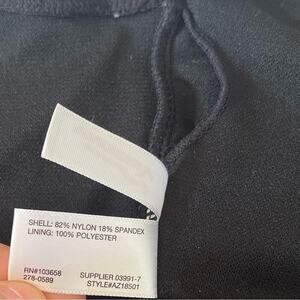 SHELL: 82% NYLON 18% SPANDEX
LINING: 100% POLYESTER
RN#103658
278-0589
SUPPLIER 03991-7
STYLE#AZ18501